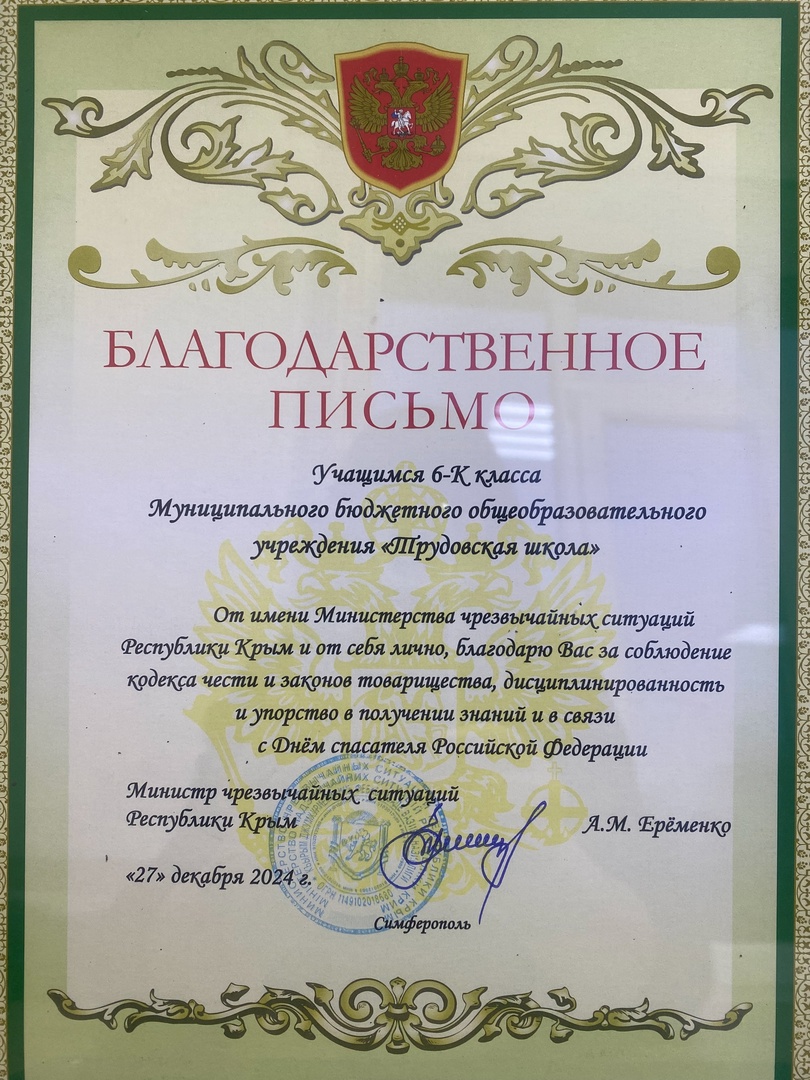 БЛАГОДАРСТВЕННОЕ
ПИСЬМО
Учащимся 6-К класса
Муниципального бюджетного общеобразовательного
учреждения «Трудовская школа»
От имени Министерства чрезвычайных ситуаций
Республики Крым и от себя лично, благодарю Вас за соблюдение
кодекса чести и законов товарищества, дисциплинированность
и упорство в получении знаний и в связи
с Днём спасателя Российской Федерации
Министр чрезвычайных ситуаций
Республики Крым А.М. Ерёменко
«27» декабря 2024 г.
Симферополь
ОГРН 1149102018680